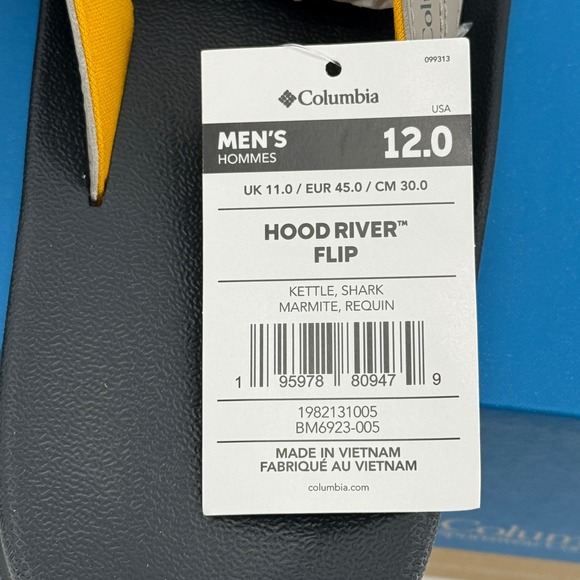 Colum
099313
Columbia
USA
MEN'S 12.0
HOMMES
UK 11.0 / EUR 45.0 / CM 30.0
HOOD RIVER™
FLIP
KETTLE, SHARK
MARMITE, REQUIN
1 95978 80947 9
1982131005
BM6923-005
MADE IN VIETNAM
FABRIQUÉ AU VIETNAM
columbia.com
Colum